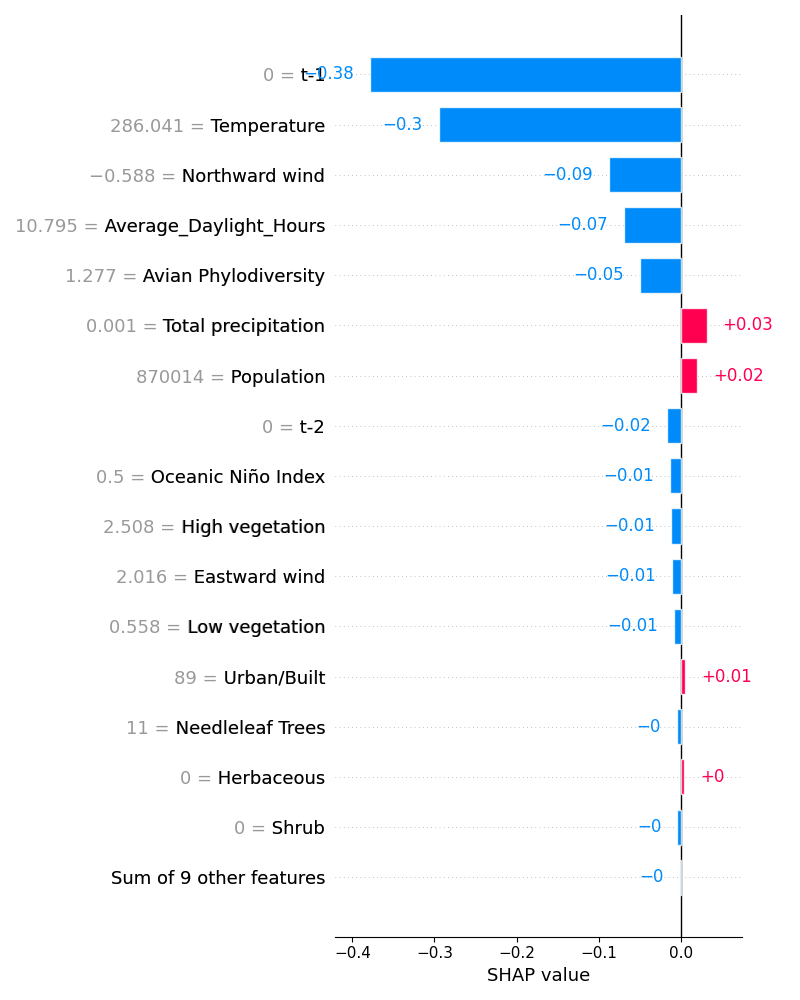 0 = t-1 −0.38
286.041 = Temperature −0.3
−0.588 = Northward wind −0.09
10.795 = Average_Daylight_Hours −0.07
1.277 = Avian Phylodiversity −0.05
0.001 = Total precipitation +0.03
870014 = Population +0.02
0 = t-2 −0.02
0.5 = Oceanic Niño Index −0.01
2.508 = High vegetation −0.01
2.016 = Eastward wind −0.01
0.558 = Low vegetation −0.01
89 = Urban/Built +0.01
11 = Needleleaf Trees −0
0 = Herbaceous +0
0 = Shrub −0
Sum of 9 other features −0
−0.4 −0.3 −0.2 −0.1 0.0
SHAP value